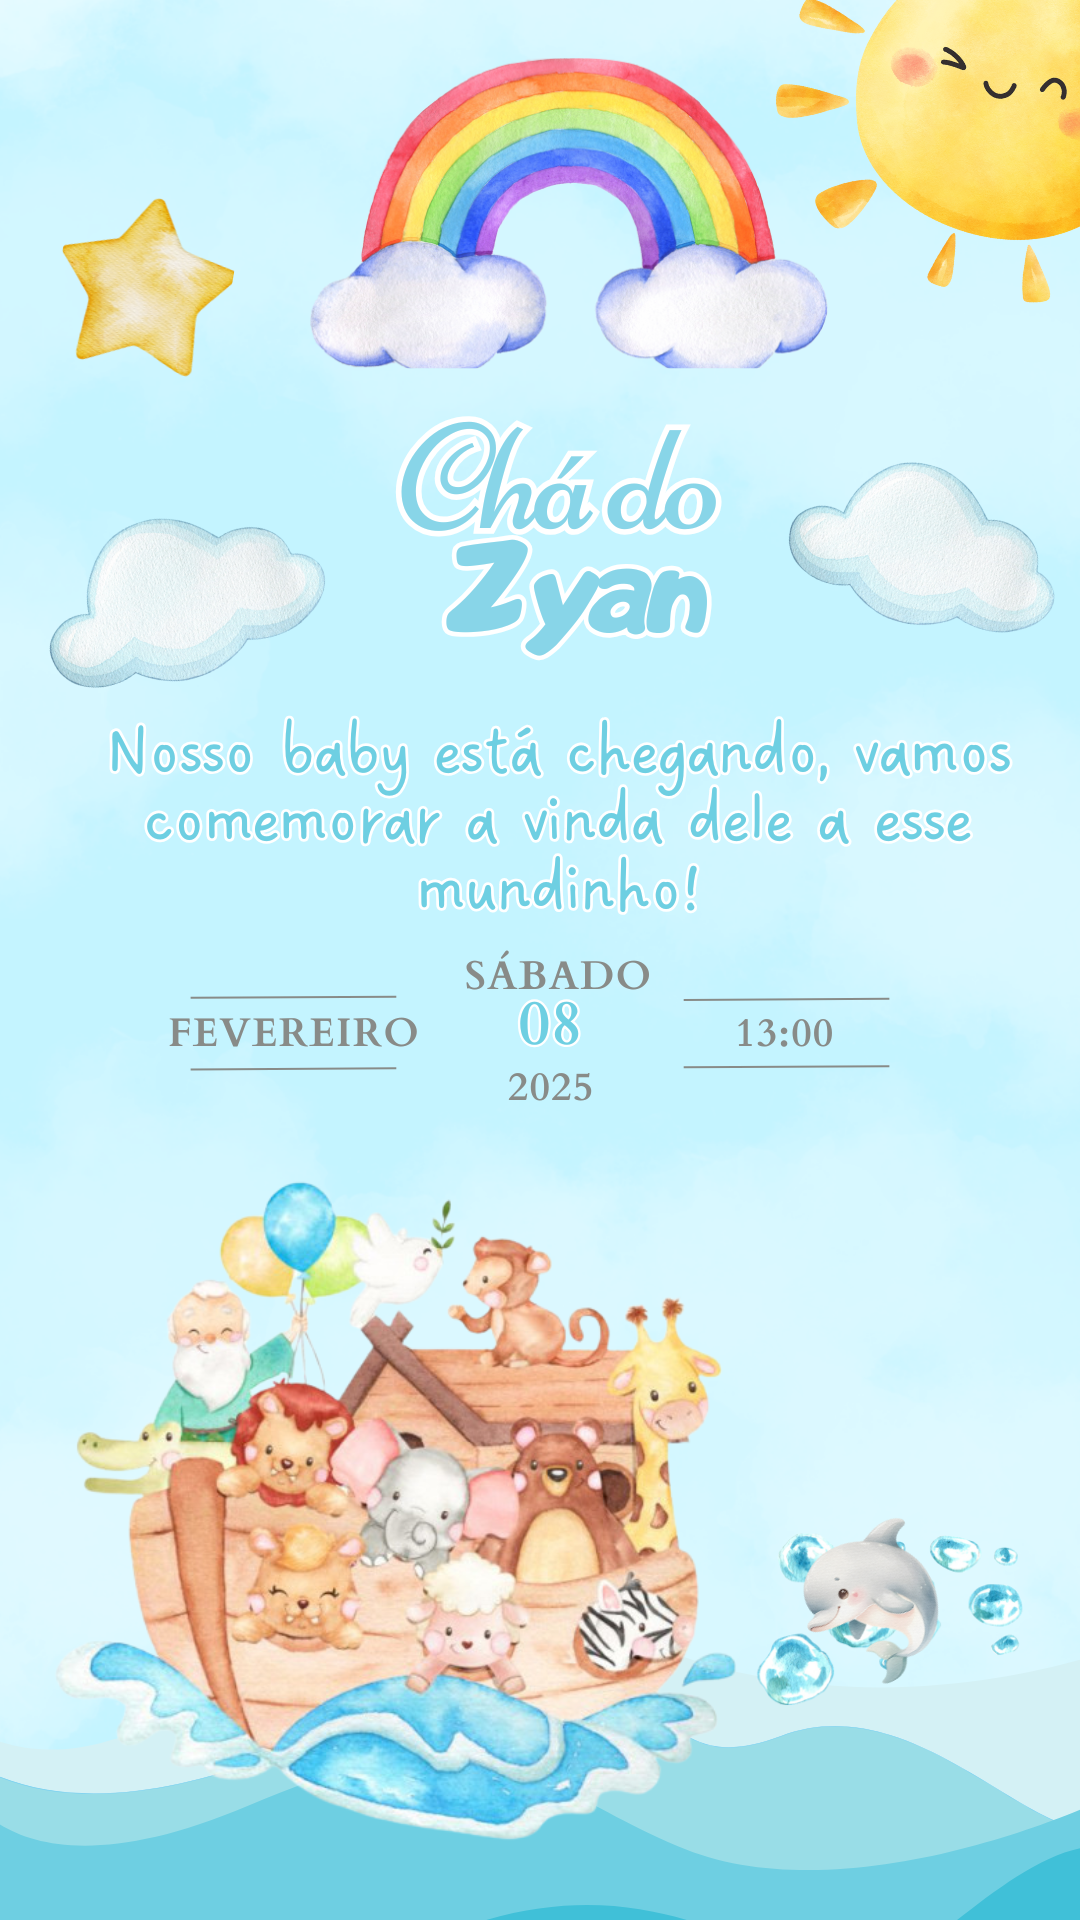 Chá do
Zyan
Nosso baby está chegando, vamos
comemorar a vinda dele a esse
mundinho!
SÁBADO
FEVEREIRO
08
13:00
2025